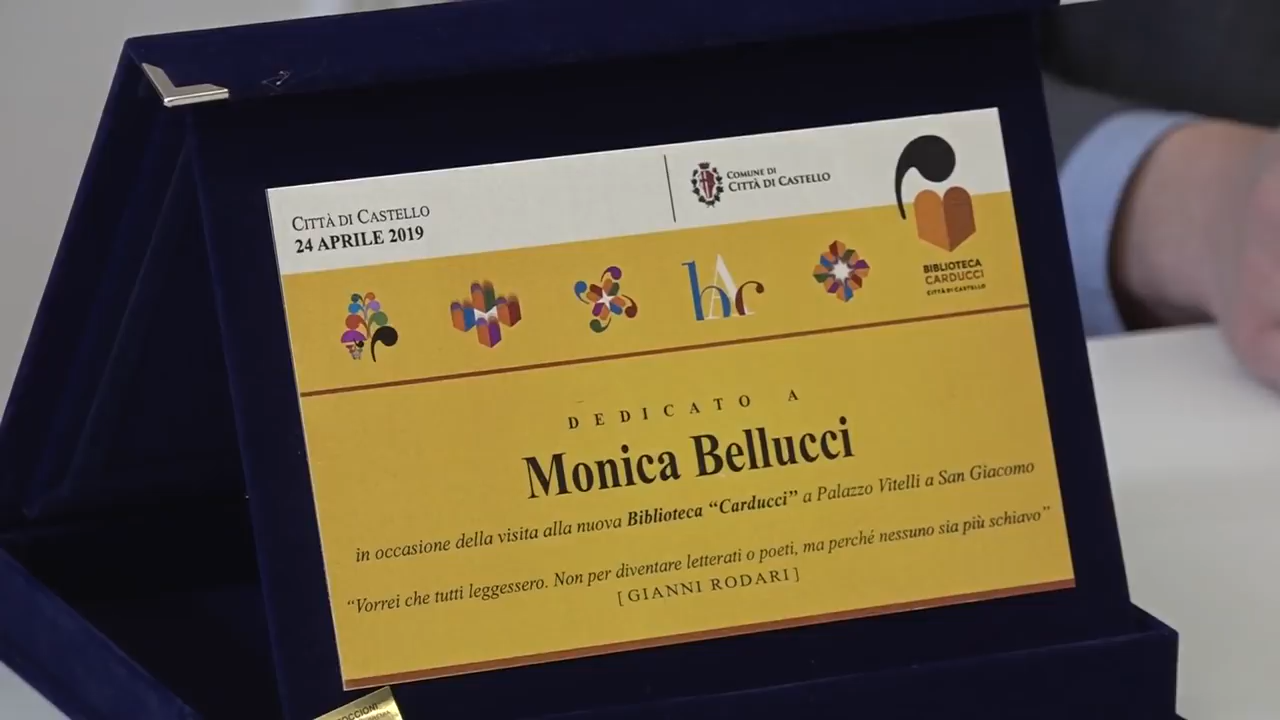 CITTÀ DI CASTELLO
24 APRILE 2019
COMUNE DI
CITTÀ DI CASTELLO
bAc
BIBLIOTECA
CARDUCCI
CITTÀ DI CASTELLO
DEDICATO A
Monica Bellucci
in occasione della visita alla nuova Biblioteca “Carducci” a Palazzo Vitelli a San Giacomo
“Vorrei che tutti leggessero. Non per diventare letterati o poeti, ma perché nessuno sia più schiavo”
[ GIANNI RODARI ]